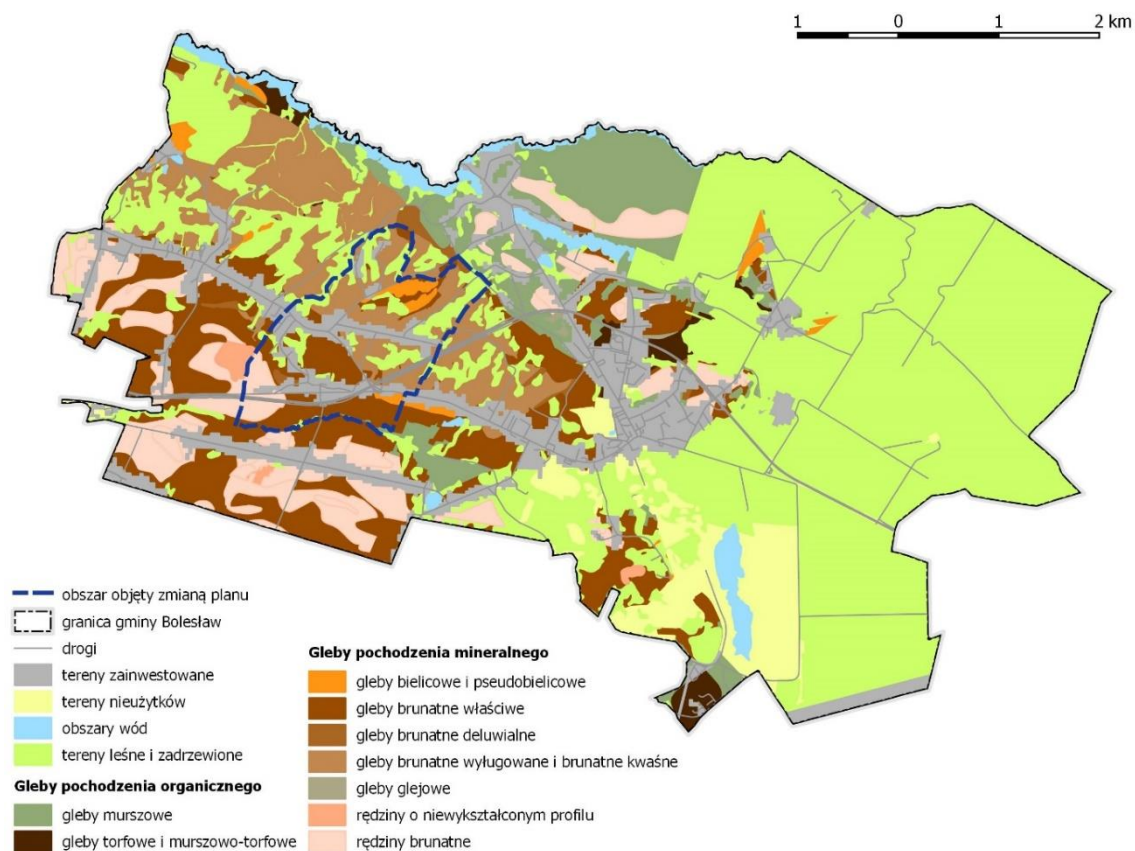 1 0 1 2 km
obszar objęty zmianą planu
granica gminy Bolesław
drogi
tereny zainwestowane
tereny nieużytków
obszary wód
tereny leśne i zadrzewione
Gleby pochodzenia organicznego
gleby murszowe
gleby torfowe i murszowo-torfowe
Gleby pochodzenia mineralnego
gleby bielicowe i pseudobielicowe
gleby brunatne właściwe
gleby brunatne deluwialne
gleby brunatne wyługowane i brunatne kwaśne
gleby glejowe
rędziny o niewykształconym profilu
rędziny brunatne